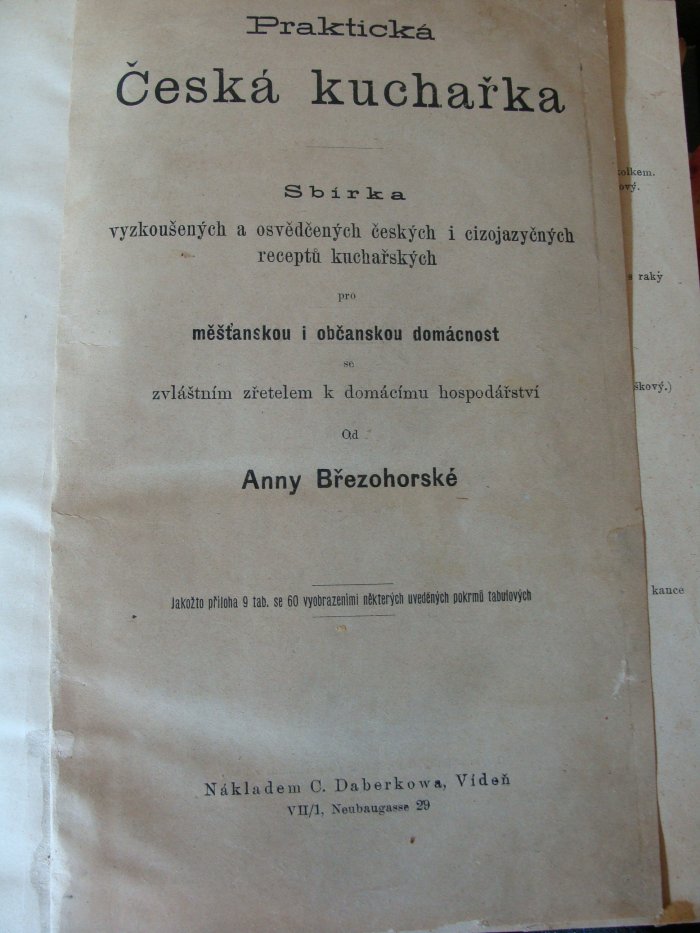 Praktická
Česká kuchařka
Sbírka
vyzkoušených a osvědčených českých i cizojazyčných
receptů kuchařských
pro
měšťanskou i občanskou domácnost
se
zvláštním zřetelem k domácímu hospodářství
Od
Anny Březohorské
Jakožto příloha 9 tab. se 60 vyobrazeními některých uvedených pokrmů tabulových
Nákladem C. Daberkowa, Vídeň
VII/1, Neubaugasse 29
raký
kance